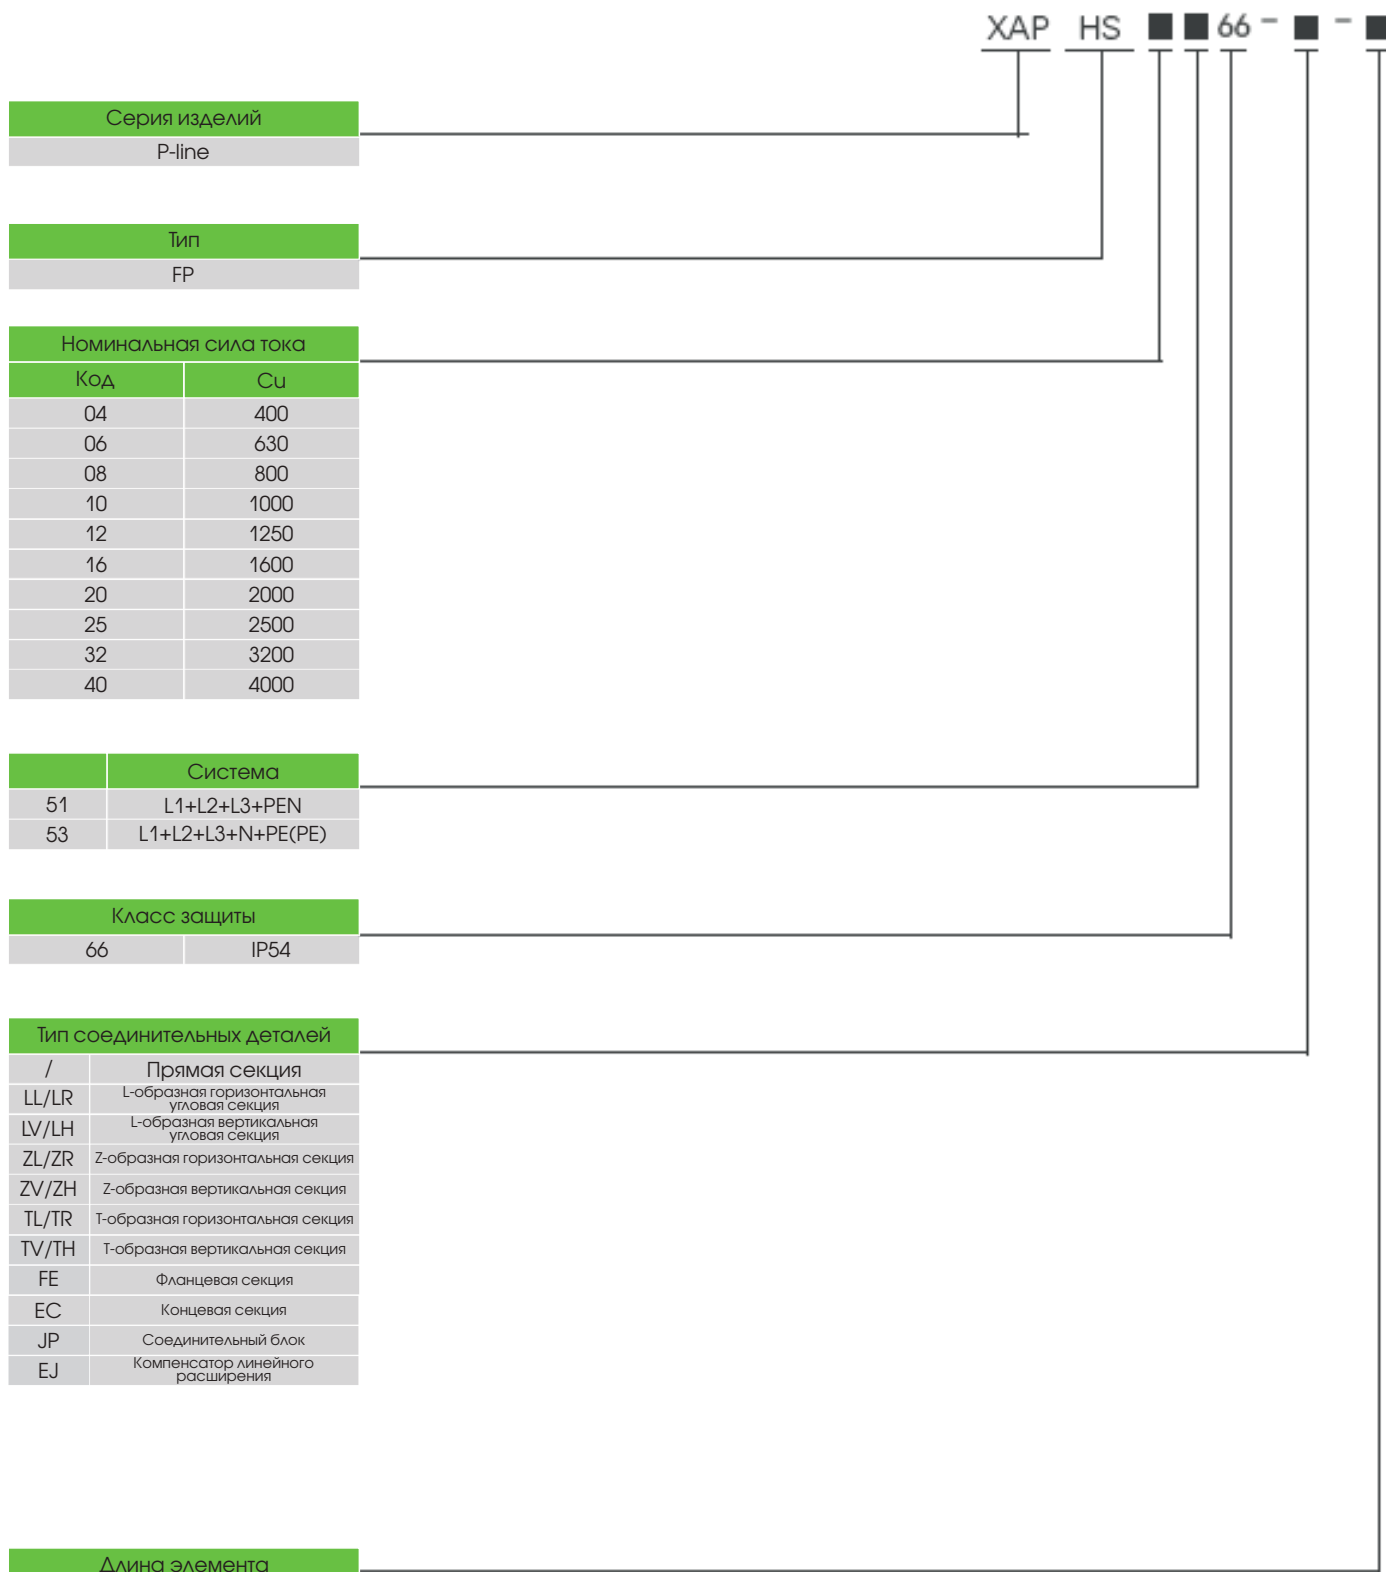 XAP HS ■ ■ 66 - ■ - ■
Серия изделий
P-line
Тип
FP
Номинальная сила тока
Код Cu
04 400
06 630
08 800
10 1000
12 1250
16 1600
20 2000
25 2500
32 3200
40 4000
Система
51 L1+L2+L3+PEN
53 L1+L2+L3+N+PE(PE)
Класс защиты
66 IP54
Тип соединительных деталей
/ Прямая секция
LL/LR L-образная горизонтальная
угловая секция
LV/LH L-образная вертикальная
угловая секция
ZL/ZR Z-образная горизонтальная секция
ZV/ZH Z-образная вертикальная секция
TL/TR Т-образная горизонтальная секция
TV/TH Т-образная вертикальная секция
FE Фланцевая секция
EC Концевая секция
JP Соединительный блок
EJ Компенсатор линейного
расширения
Длина элемента